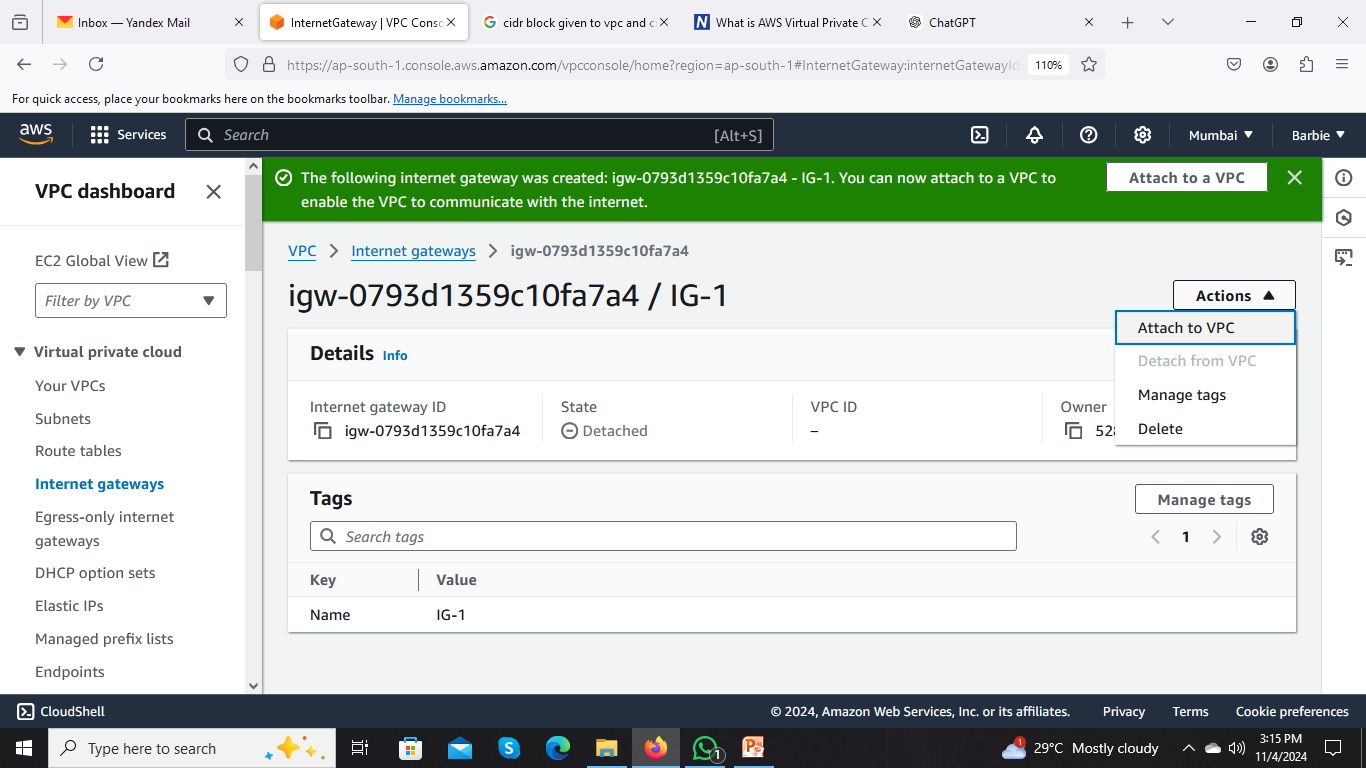 Inbox — Yandex Mail
InternetGateway | VPC Conso
cidr block given to vpc and c
What is AWS Virtual Private C
ChatGPT
https://ap-south-1.console.aws.amazon.com/vpcconsole/home?region=ap-south-1#InternetGateway:internetGatewayId
110%
For quick access, place your bookmarks here on the bookmarks toolbar. Manage bookmarks...
aws
Services
Search
[Alt+S]
Mumbai
Barbie
VPC dashboard
EC2 Global View
Filter by VPC
Virtual private cloud
Your VPCs
Subnets
Route tables
Internet gateways
Egress-only internet
gateways
DHCP option sets
Elastic IPs
Managed prefix lists
Endpoints
The following internet gateway was created: igw-0793d1359c10fa7a4 - IG-1. You can now attach to a VPC to
enable the VPC to communicate with the internet.
Attach to a VPC
VPC
Internet gateways
igw-0793d1359c10fa7a4
igw-0793d1359c10fa7a4 / IG-1
Actions
Attach to VPC
Detach from VPC
Manage tags
Delete
Details Info
Internet gateway ID
igw-0793d1359c10fa7a4
State
Detached
VPC ID
–
Owner
528
Tags
Manage tags
Search tags
1
Key
Value
Name
IG-1
CloudShell
© 2024, Amazon Web Services, Inc. or its affiliates.
Privacy
Terms
Cookie preferences
Type here to search
1
1
29°C Mostly cloudy
3:15 PM
11/4/2024